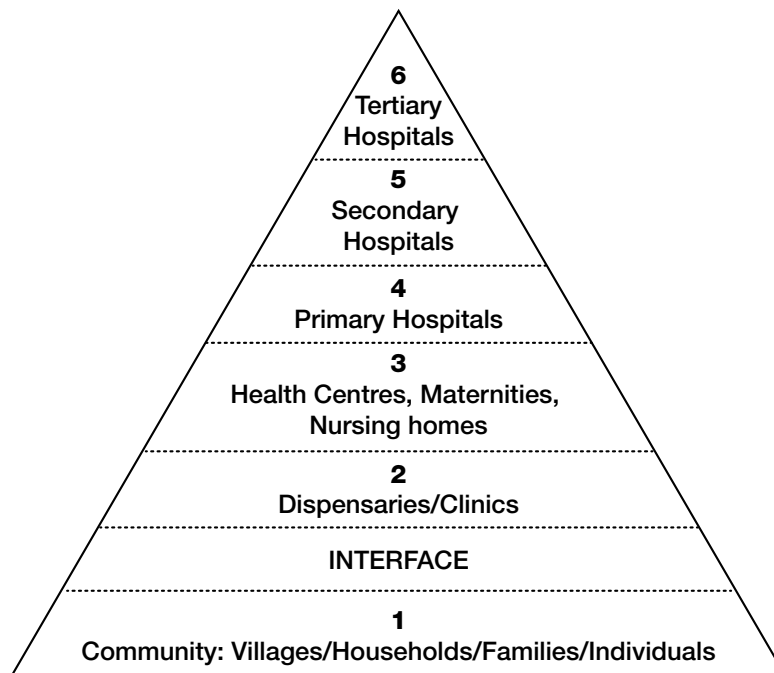 6
Tertiary
Hospitals
5
Secondary
Hospitals
4
Primary Hospitals
3
Health Centres, Maternities,
Nursing homes
2
Dispensaries/Clinics
INTERFACE
1
Community: Villages/Households/Families/Individuals